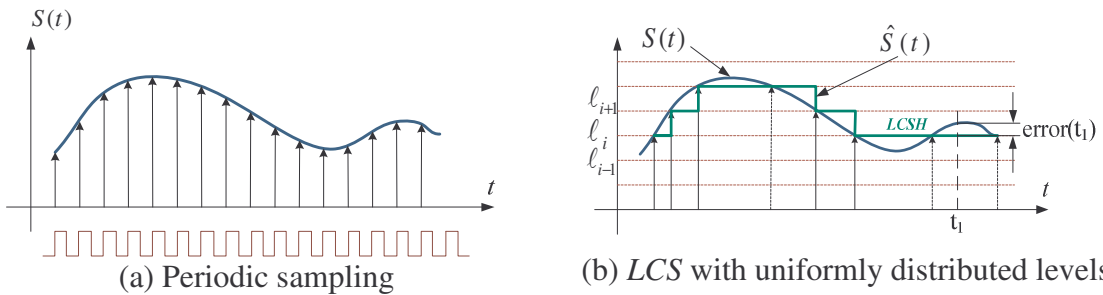 S(t)
t
(a) Periodic sampling
S(t)
Ŝ(t)
ℓi+1
ℓi
ℓi−1
LCSH
error(t1)
t
t1
(b) LCS with uniformly distributed levels